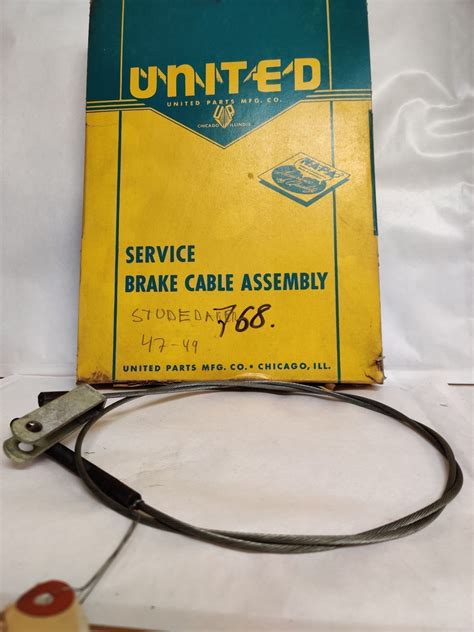 UNITED
UNITED PARTS MFG. CO.
UP
CHICAGO ILLINOIS
NAPA
SERVICE
BRAKE CABLE ASSEMBLY
STUDEBAKER 768.
47-49
UNITED PARTS MFG. CO. • CHICAGO, ILL.